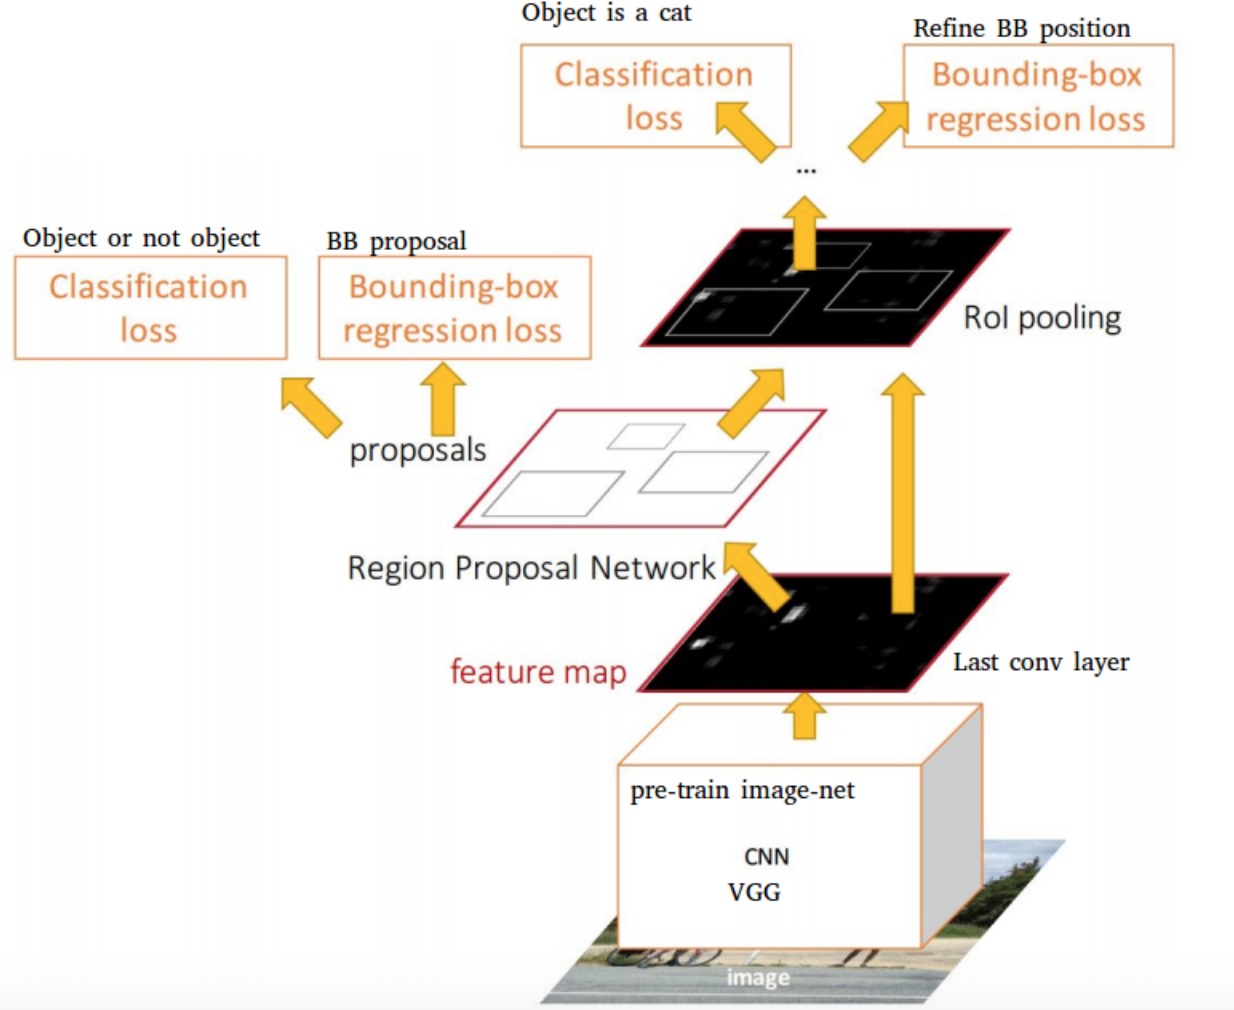 Object is a cat
Classification
loss
Refine BB position
Bounding-box
regression loss
...
Object or not object
Classification
loss
BB proposal
Bounding-box
regression loss
RoI pooling
proposals
Region Proposal Network
feature map
Last conv layer
pre-train image-net
CNN
VGG
image